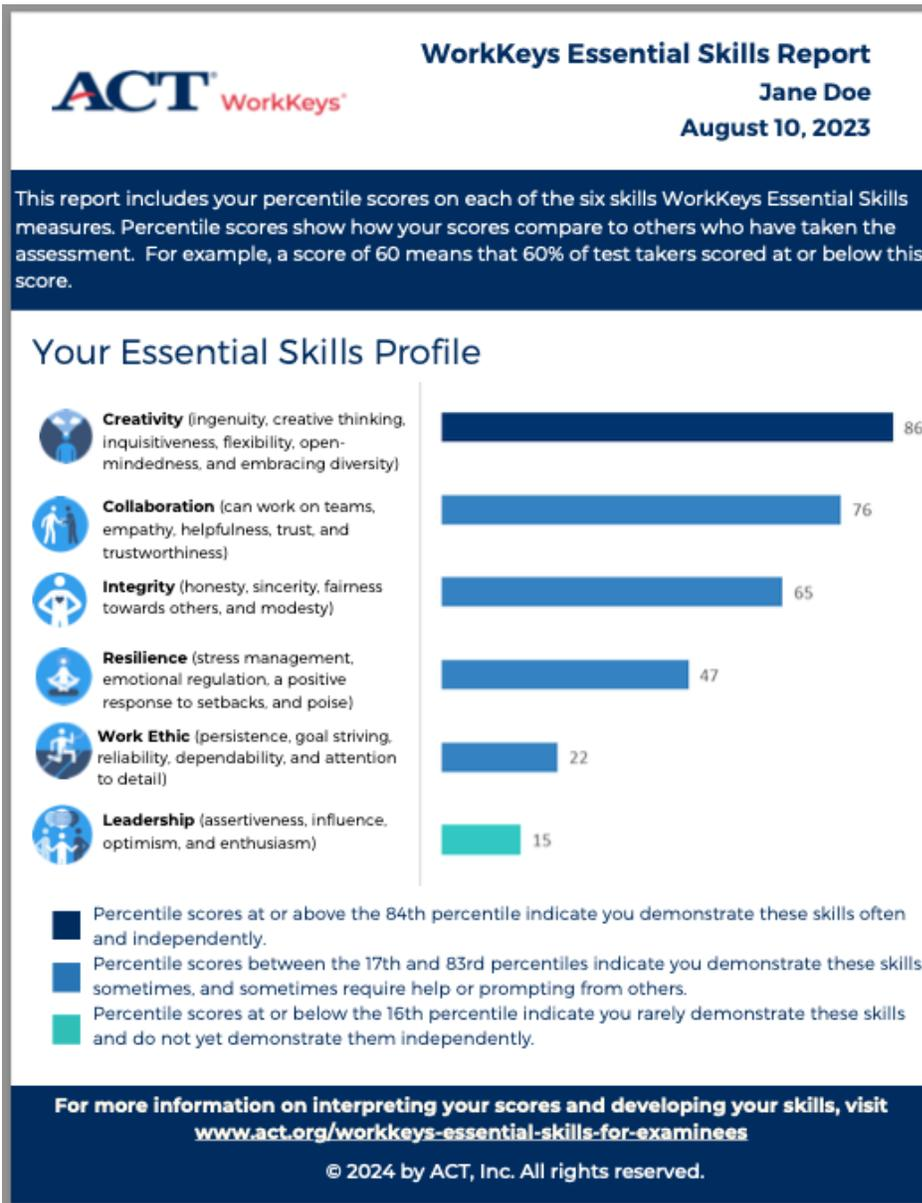 WorkKeys Essential Skills Report
ACT® WorkKeys®
Jane Doe
August 10, 2023
This report includes your percentile scores on each of the six skills WorkKeys Essential Skills
measures. Percentile scores show how your scores compare to others who have taken the
assessment.  For example, a score of 60 means that 60% of test takers scored at or below this
score.
Your Essential Skills Profile
Creativity (ingenuity, creative thinking,
inquisitiveness, flexibility, open-
mindedness, and embracing diversity)
86
Collaboration (can work on teams,
empathy, helpfulness, trust, and
trustworthiness)
76
Integrity (honesty, sincerity, fairness
towards others, and modesty)
65
Resilience (stress management,
emotional regulation, a positive
response to setbacks, and poise)
47
Work Ethic (persistence, goal striving,
reliability, dependability, and attention
to detail)
22
Leadership (assertiveness, influence,
optimism, and enthusiasm)
15
Percentile scores at or above the 84th percentile indicate you demonstrate these skills often
and independently.
Percentile scores between the 17th and 83rd percentiles indicate you demonstrate these skills
sometimes, and sometimes require help or prompting from others.
Percentile scores at or below the 16th percentile indicate you rarely demonstrate these skills
and do not yet demonstrate them independently.
For more information on interpreting your scores and developing your skills, visit
www.act.org/workkeys-essential-skills-for-examinees
© 2024 by ACT, Inc. All rights reserved.